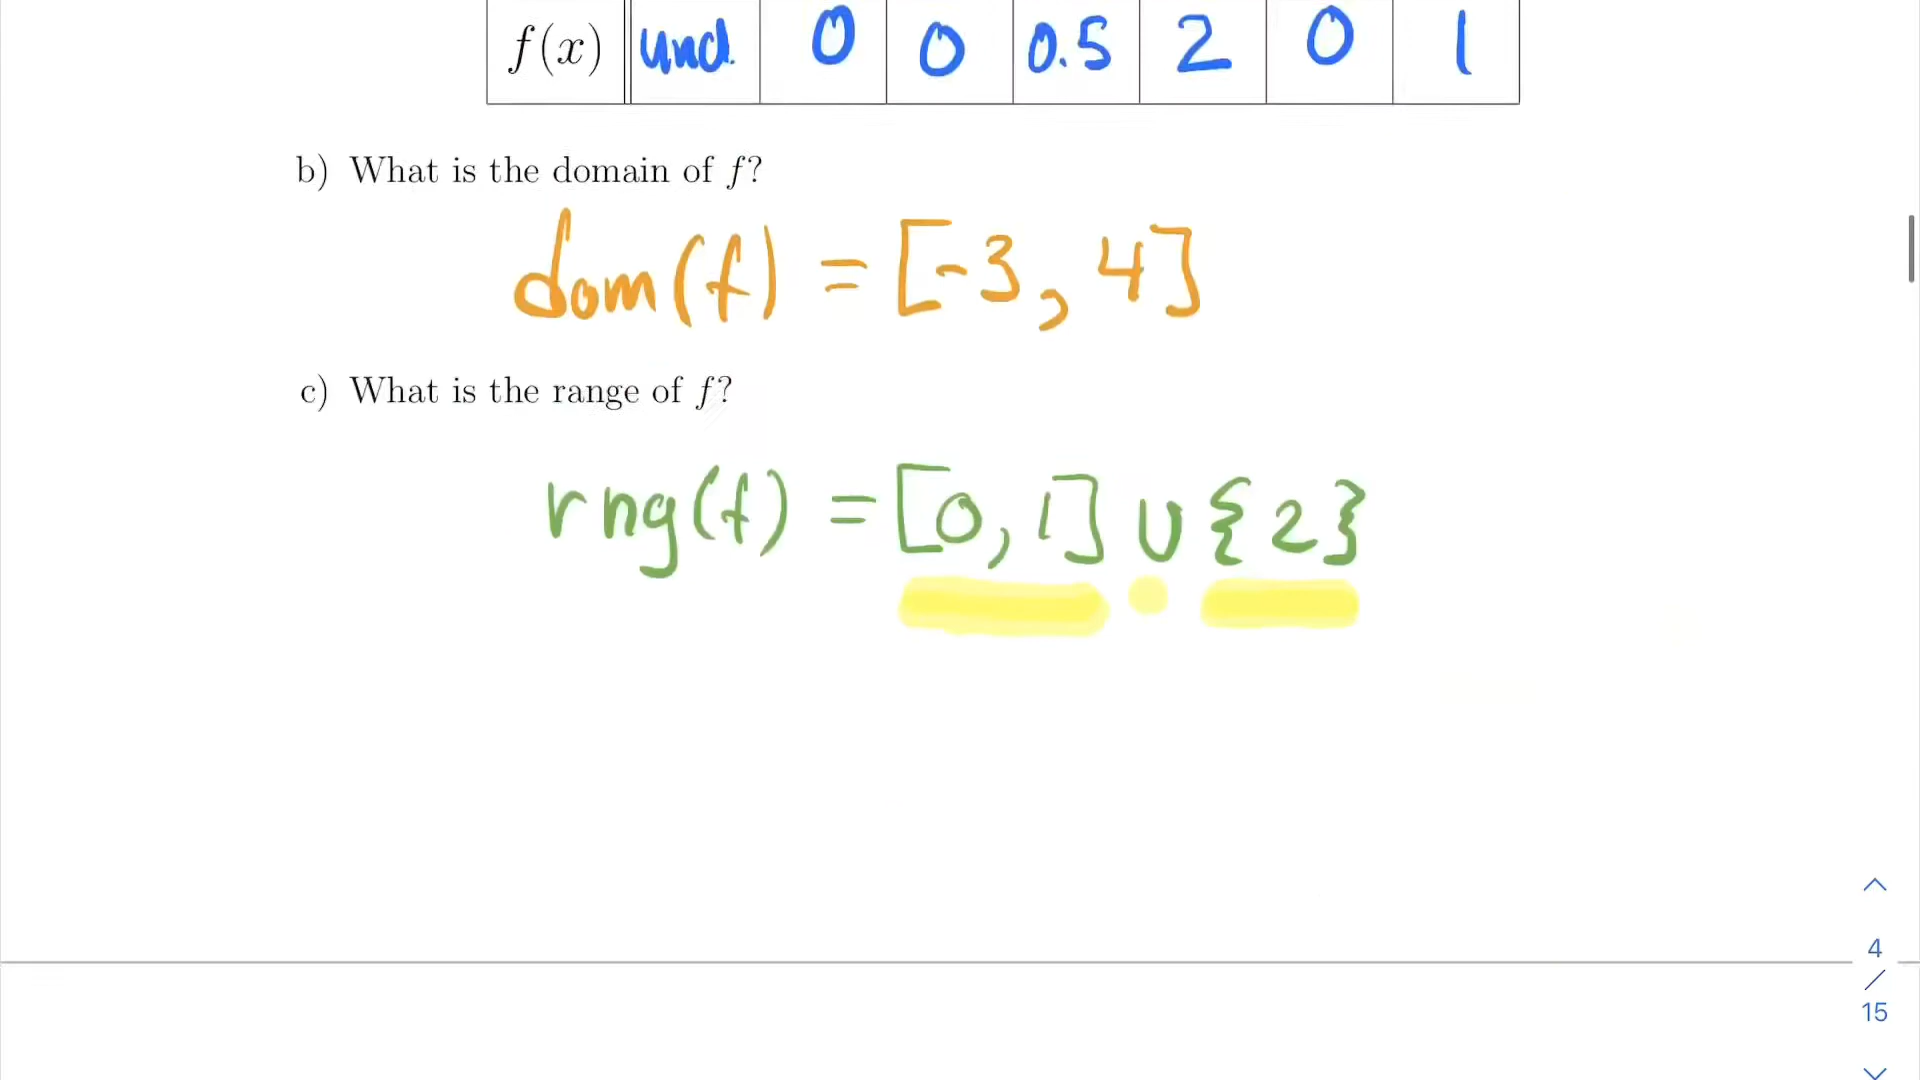 f(x) und. 0 0 0.5 2 0 1
b) What is the domain of f?
dom(f) = [-3, 4]
c) What is the range of f?
rng(f) = [0, 1] ∪ {2}
4
/
15